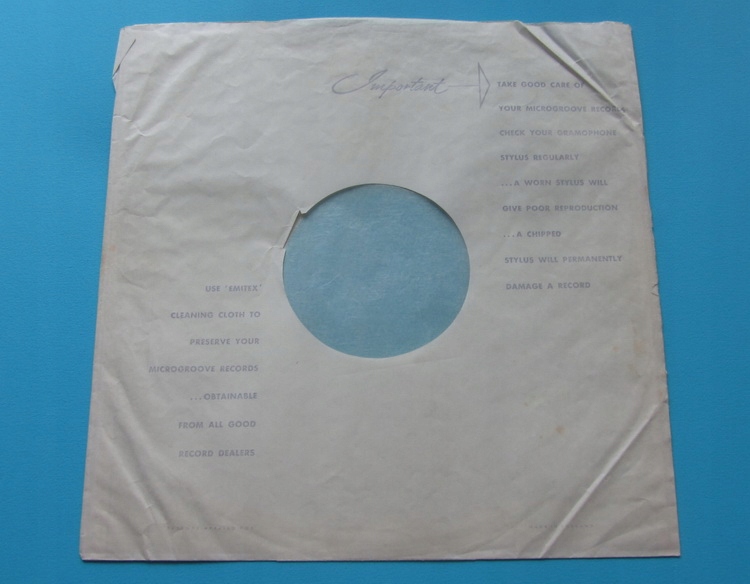 Important
TAKE GOOD CARE OF
YOUR MICROGROOVE RECORDS
CHECK YOUR GRAMOPHONE
STYLUS REGULARLY
...A WORN STYLUS WILL
GIVE POOR REPRODUCTION
...A CHIPPED
STYLUS WILL PERMANENTLY
DAMAGE A RECORD
USE 'EMITEX'
CLEANING CLOTH TO
PRESERVE YOUR
MICROGROOVE RECORDS
...OBTAINABLE
FROM ALL GOOD
RECORD DEALERS